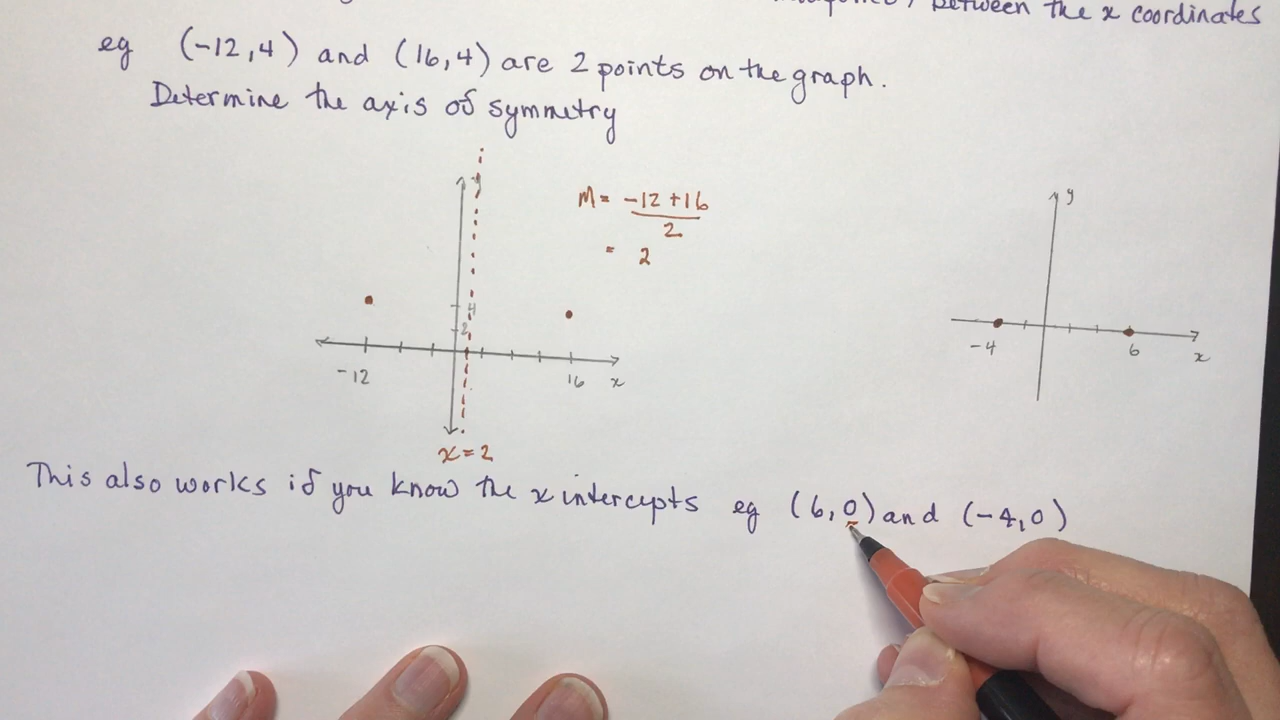 between the x coordinates
eg (-12,4) and (16,4) are 2 points on the graph.
Determine the axis of symmetry
y
4
2
-12
16 x
x=2
M= -12+16
2
= 2
y
-4
6
x
This also works if you know the x intercepts eg (6,0) and (-4,0)